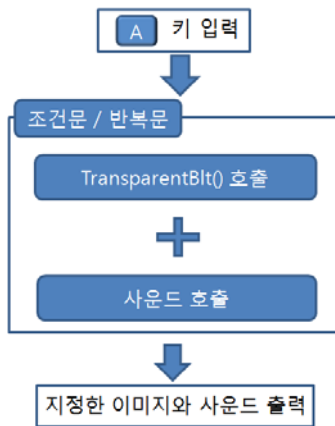 A 키 입력
조건문 / 반복문
TransparentBlt() 호출
사운드 호출
지정한 이미지와 사운드 출력